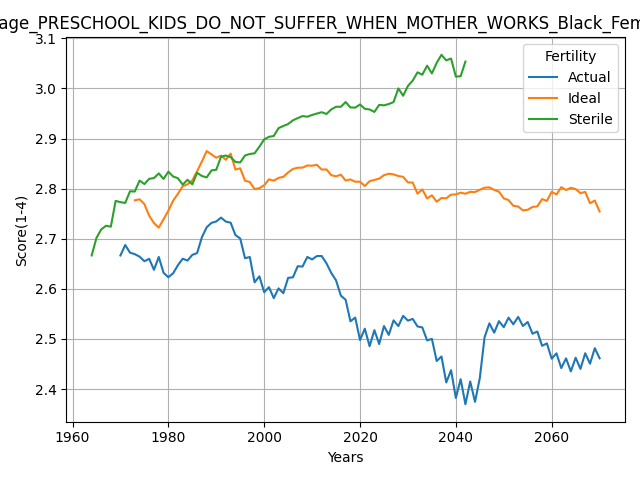 age_PRESCHOOL_KIDS_DO_NOT_SUFFER_WHEN_MOTHER_WORKS_Black_Fem
3.1
3.0
2.9
2.8
2.7
2.6
2.5
2.4
Score(1-4)
Fertility
Actual
Ideal
Sterile
1960 1980 2000 2020 2040 2060
Years